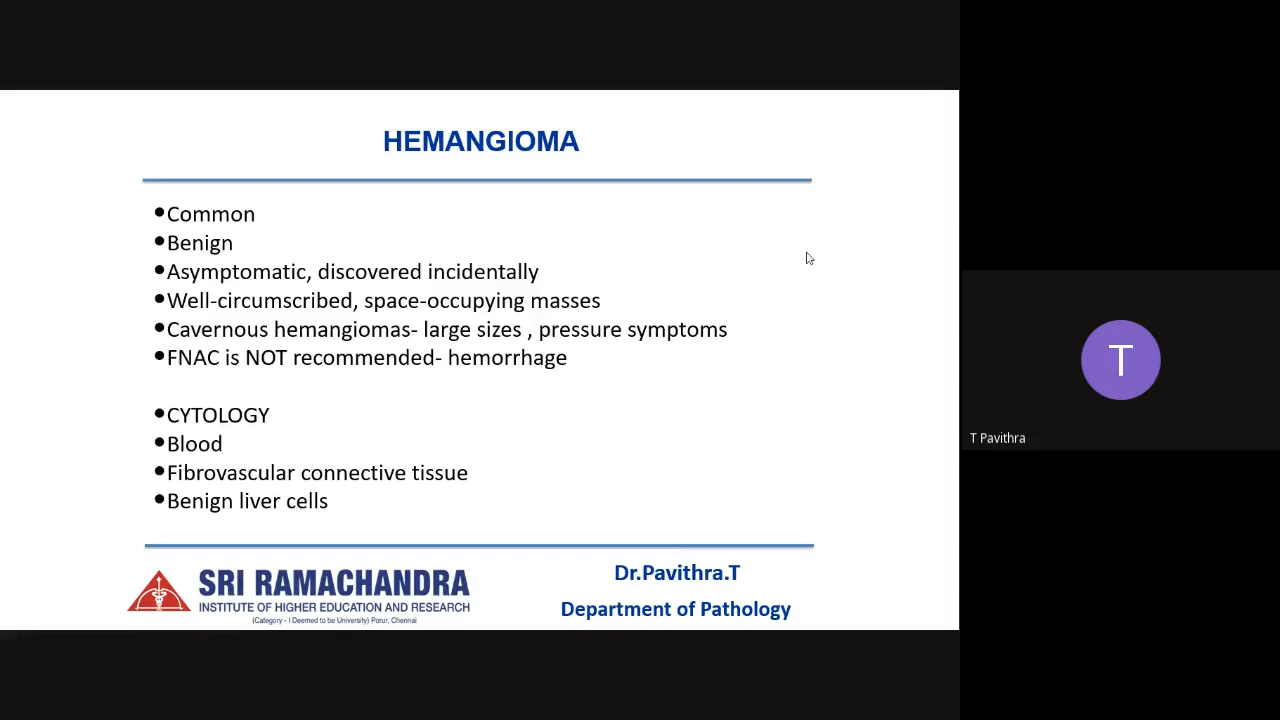 HEMANGIOMA
•Common
•Benign
•Asymptomatic, discovered incidentally
•Well-circumscribed, space-occupying masses
•Cavernous hemangiomas- large sizes , pressure symptoms
•FNAC is NOT recommended- hemorrhage
•CYTOLOGY
•Blood
•Fibrovascular connective tissue
•Benign liver cells
SRI RAMACHANDRA
INSTITUTE OF HIGHER EDUCATION AND RESEARCH
(Category - I Deemed to be University) Porur, Chennai
Dr.Pavithra.T
Department of Pathology
T
T Pavithra